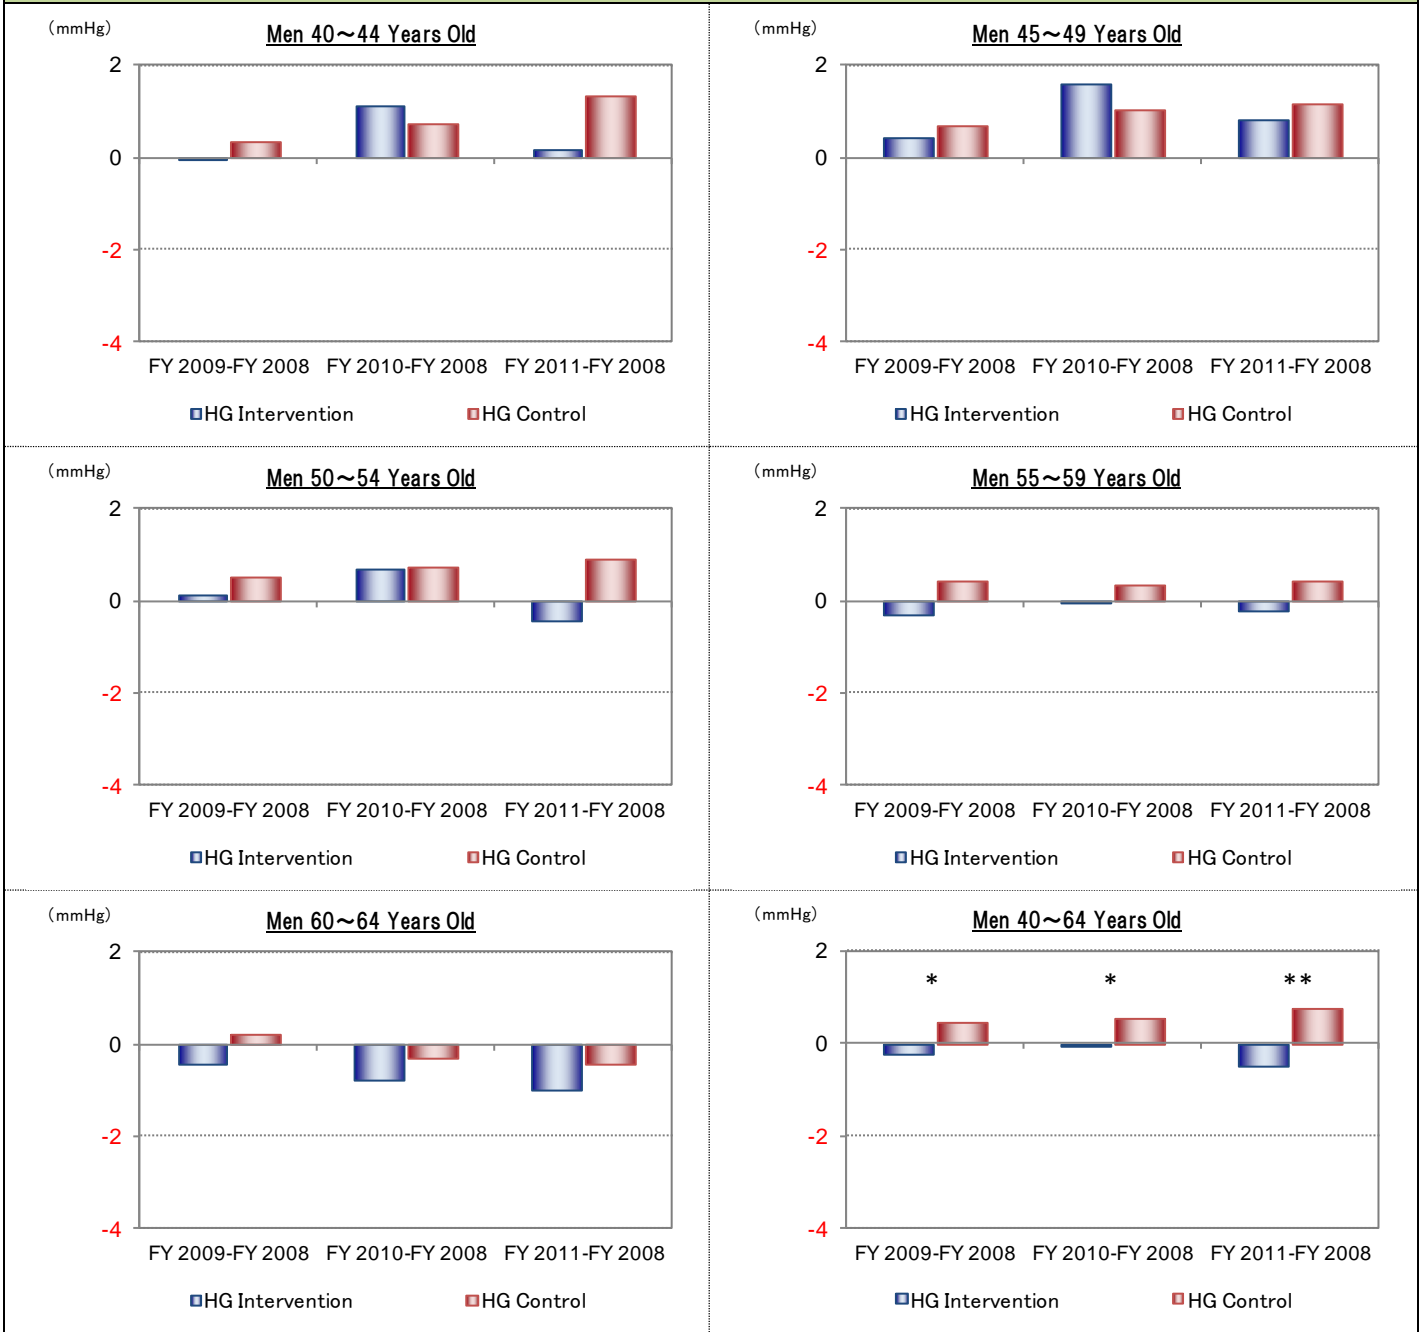 （mmHg）
Men 40～44 Years Old
2
0
-2
-4
FY 2009-FY 2008 FY 2010-FY 2008 FY 2011-FY 2008
HG Intervention HG Control
（mmHg）
Men 45～49 Years Old
2
0
-2
-4
FY 2009-FY 2008 FY 2010-FY 2008 FY 2011-FY 2008
HG Intervention HG Control
（mmHg）
Men 50～54 Years Old
2
0
-2
-4
FY 2009-FY 2008 FY 2010-FY 2008 FY 2011-FY 2008
HG Intervention HG Control
（mmHg）
Men 55～59 Years Old
2
0
-2
-4
FY 2009-FY 2008 FY 2010-FY 2008 FY 2011-FY 2008
HG Intervention HG Control
（mmHg）
Men 60～64 Years Old
2
0
-2
-4
FY 2009-FY 2008 FY 2010-FY 2008 FY 2011-FY 2008
HG Intervention HG Control
（mmHg）
Men 40～64 Years Old
2
* * **
0
-2
-4
FY 2009-FY 2008 FY 2010-FY 2008 FY 2011-FY 2008
HG Intervention HG Control